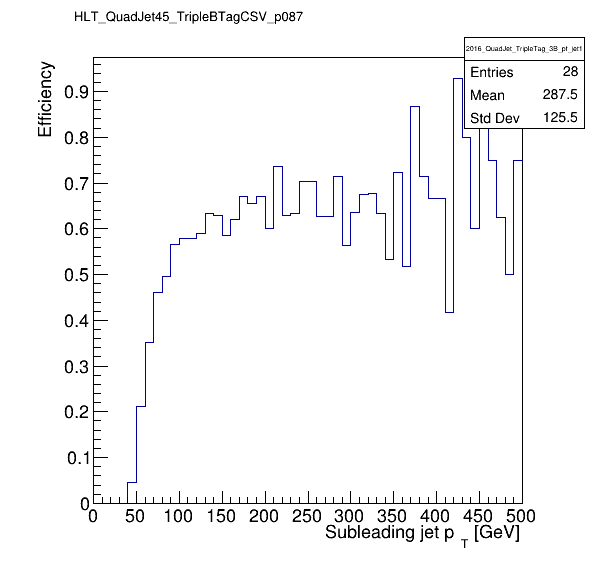 HLT_QuadJet45_TripleBTagCSV_p087
2016_QuadJet_TripleTag_3B_pt_jet1
Entries 28
Mean 287.5
Std Dev 125.5
Efficiency
0.9
0.8
0.7
0.6
0.5
0.4
0.3
0.2
0.1
0
0 50 100 150 200 250 300 350 400 450 500
Subleading jet p T [GeV]